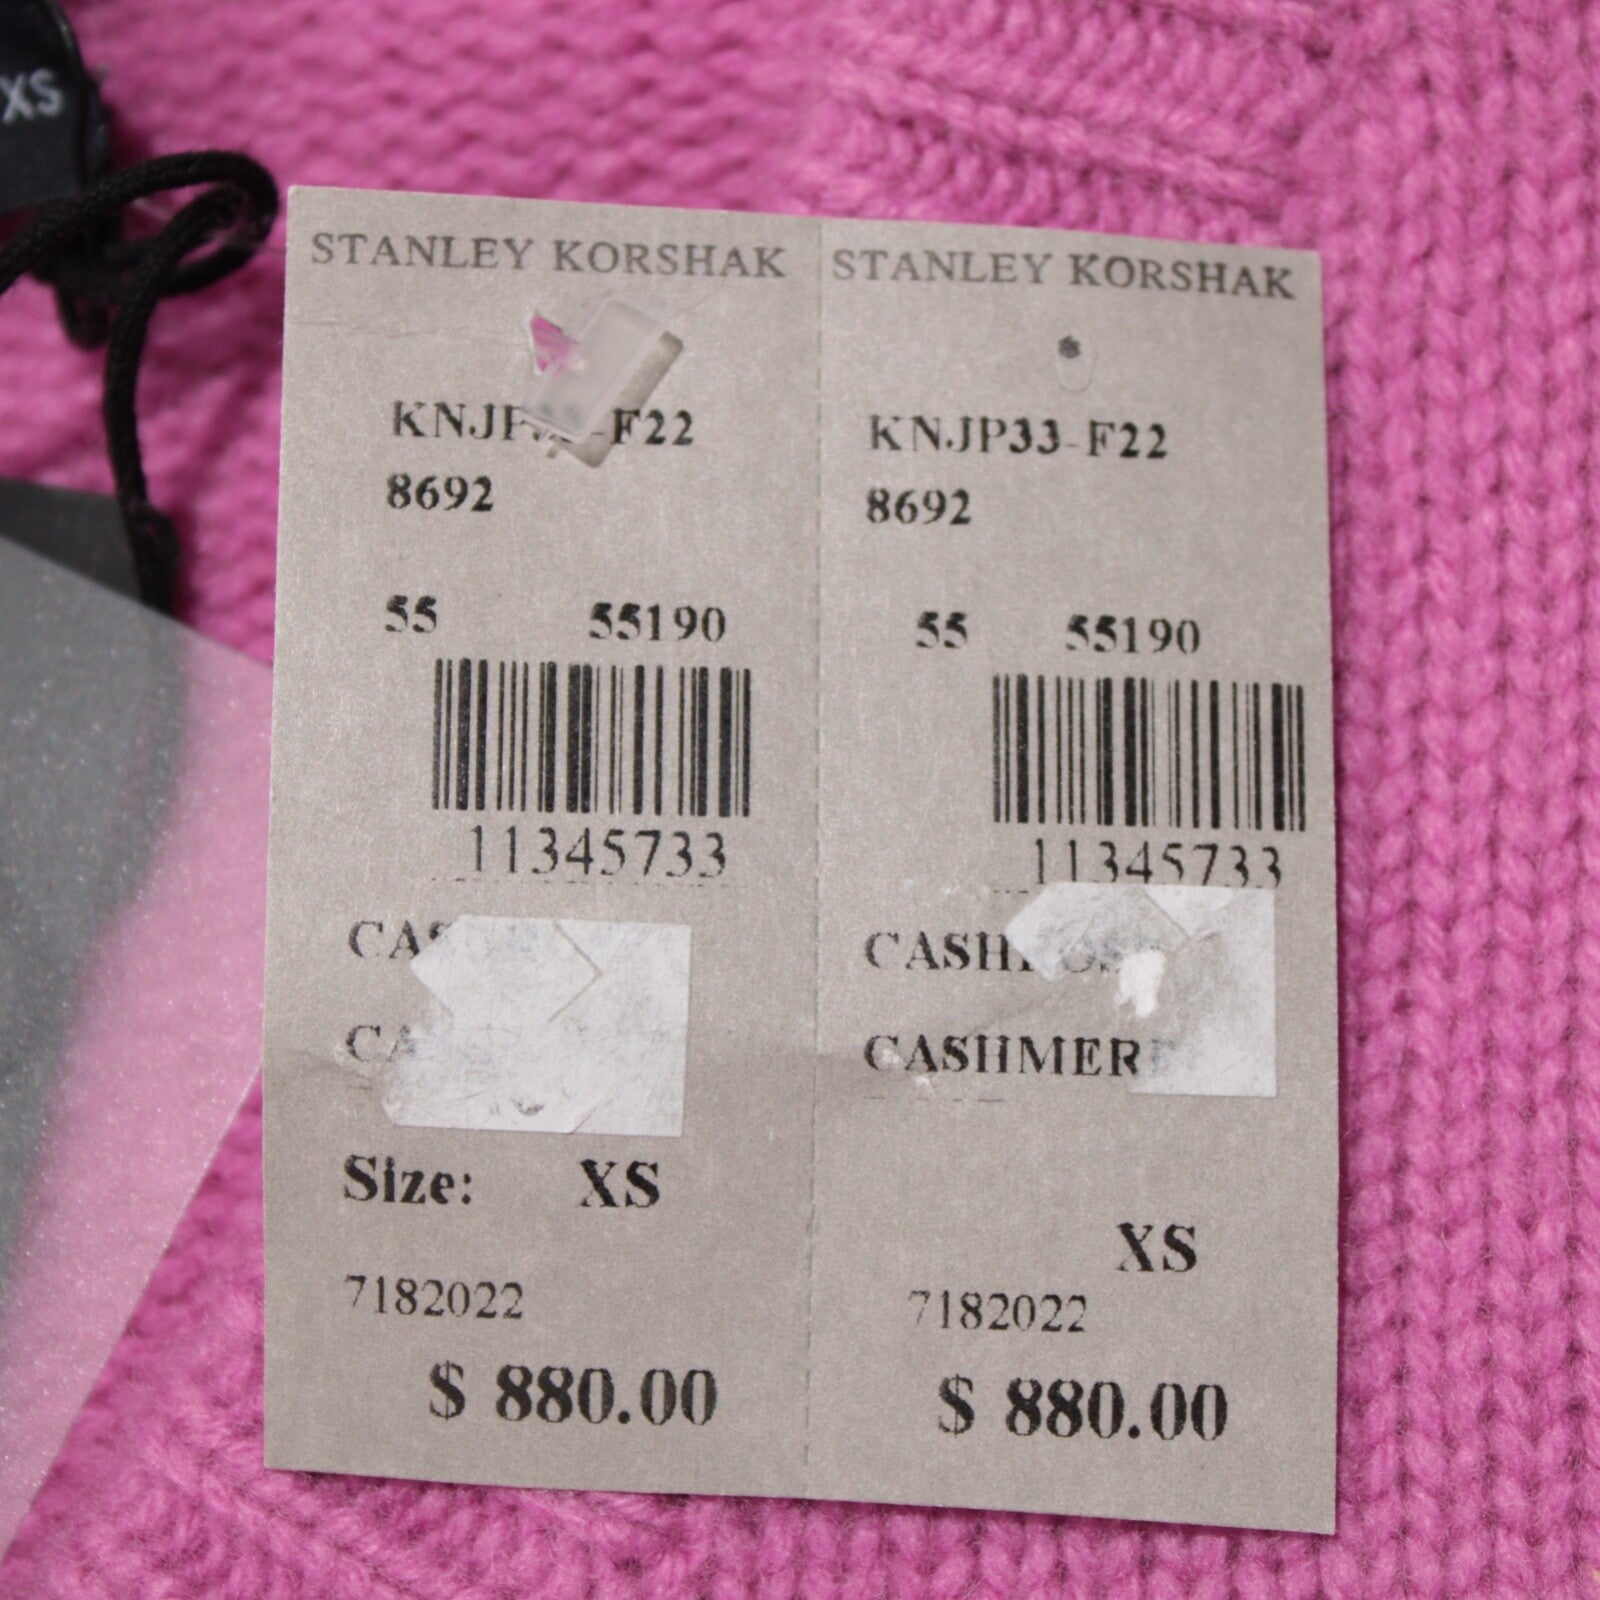 XS
STANLEY KORSHAK
8692
55 55190
11345733
Size: XS
7182022
$ 880.00
STANLEY KORSHAK
KNJP33-F22
8692
55 55190
11345733
CASHMERE
XS
7182022
$ 880.00